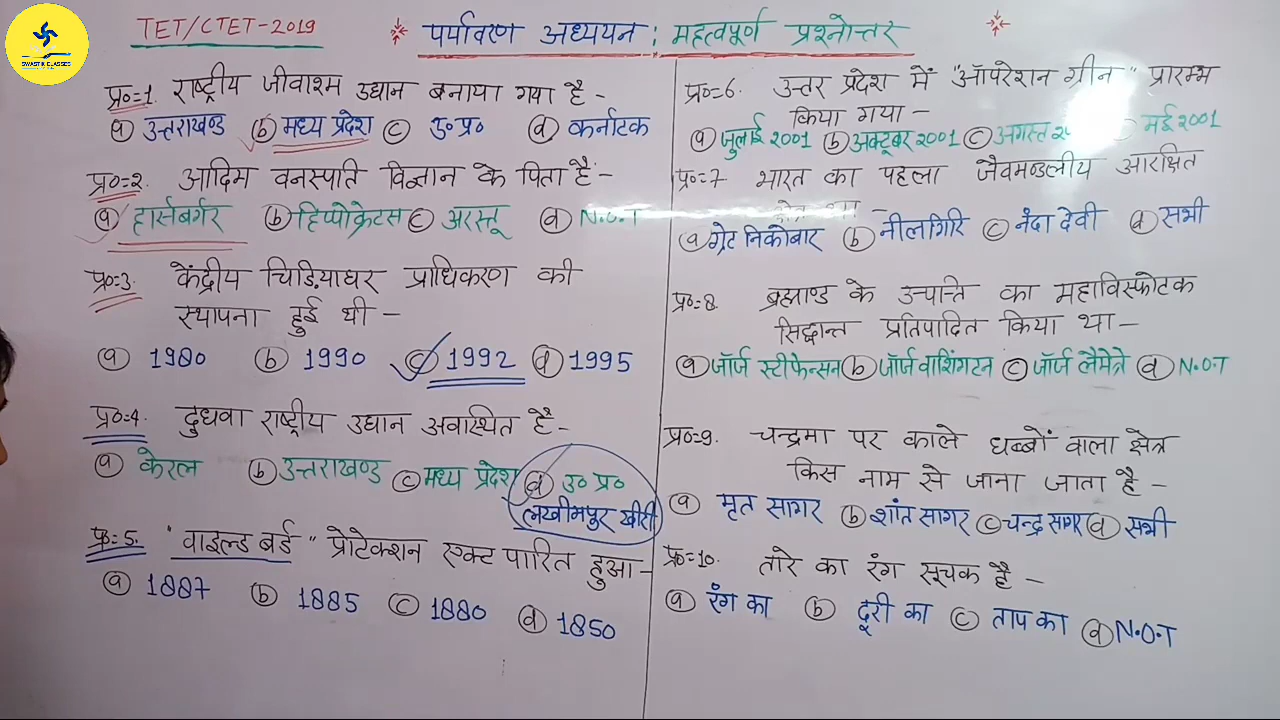 SWASTIK CLASSES
TET/CTET-2019
पर्यावरण अध्ययन : महत्वपूर्ण प्रश्नोत्तर
प्र०=1. राष्ट्रीय जीवाश्म उद्यान बनाया गया है -
(a) उत्तराखण्ड (b) मध्य प्रदेश (c) उ० प्र० (d) कर्नाटक
प्र०=2. आदिम वनस्पति विज्ञान के पिता है -
(a) हार्सबर्गर (b) हिप्पोक्रेटस (c) अरस्तू (d) N.O.T
प्र०=3. केंद्रीय चिड़ियाघर प्राधिकरण की
स्थापना हुई थी -
(a) 1980 (b) 1990 (c) 1992 (d) 1995
प्र०=4. दुधवा राष्ट्रीय उद्यान अवस्थित है -
(a) केरल (b) उत्तराखण्ड (c) मध्य प्रदेश (d) उ० प्र०
लखीमपुर खीरी
प्र०=5. "वाइल्ड बर्ड" प्रोटेक्शन एक्ट पारित हुआ -
(a) 1887 (b) 1885 (c) 1880 (d) 1850
प्र०=6. उत्तर प्रदेश में "ऑपरेशन ग्रीन" प्रारम्भ
किया गया -
(a) जुलाई 2001 (b) अक्टूबर 2001 (c) अगस्त मई 2001
प्र०=7 भारत का पहला जैवमण्डलीय आरक्षित
(a) ग्रेट निकोबार (b) नीलगिरि (c) नंदा देवी (d) सभी
प्र०=8 ब्रह्माण्ड के उत्पत्ति का महाविस्फोटक
सिद्धान्त प्रतिपादित किया था -
(a) जॉर्ज स्टीफेन्सन (b) जॉर्ज वाशिंगटन (c) जॉर्ज लैमेत्रे (d) N.O.T
प्र०=9. चन्द्रमा पर काले धब्बों वाला क्षेत्र
किस नाम से जाना जाता है -
(a) मृत सागर (b) शांत सागर (c) चन्द्र सागर (d) सभी
प्र०=10. तारे का रंग सूचक है -
(a) रंग का (b) दूरी का (c) ताप का (d) N.O.T